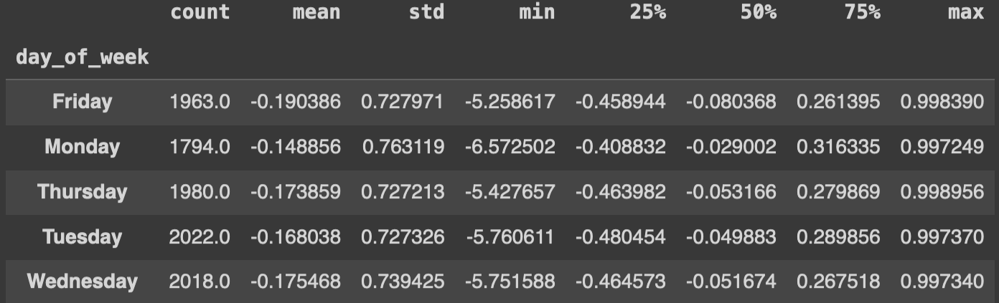 count mean std min 25% 50% 75% max
day_of_week
Friday 1963.0 -0.190386 0.727971 -5.258617 -0.458944 -0.080368 0.261395 0.998390
Monday 1794.0 -0.148856 0.763119 -6.572502 -0.408832 -0.029002 0.316335 0.997249
Thursday 1980.0 -0.173859 0.727213 -5.427657 -0.463982 -0.053166 0.279869 0.998956
Tuesday 2022.0 -0.168038 0.727326 -5.760611 -0.480454 -0.049883 0.289856 0.997370
Wednesday 2018.0 -0.175468 0.739425 -5.751588 -0.464573 -0.051674 0.267518 0.997340